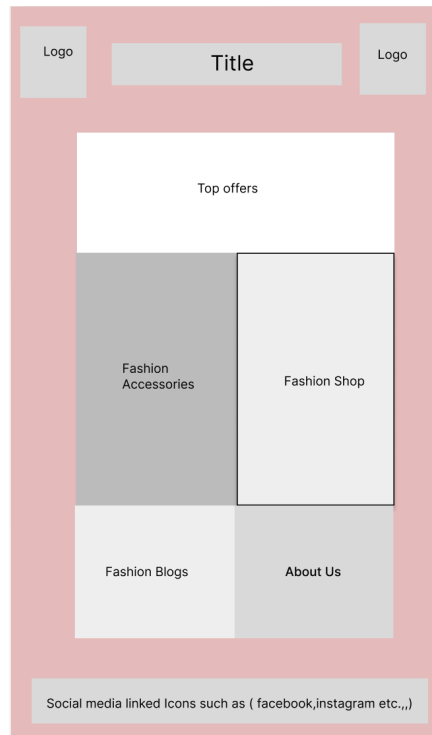 Logo
Title
Logo
Top offers
Fashion
Accessories
Fashion Shop
Fashion Blogs
About Us
Social media linked Icons such as ( facebook,instagram etc.,,)